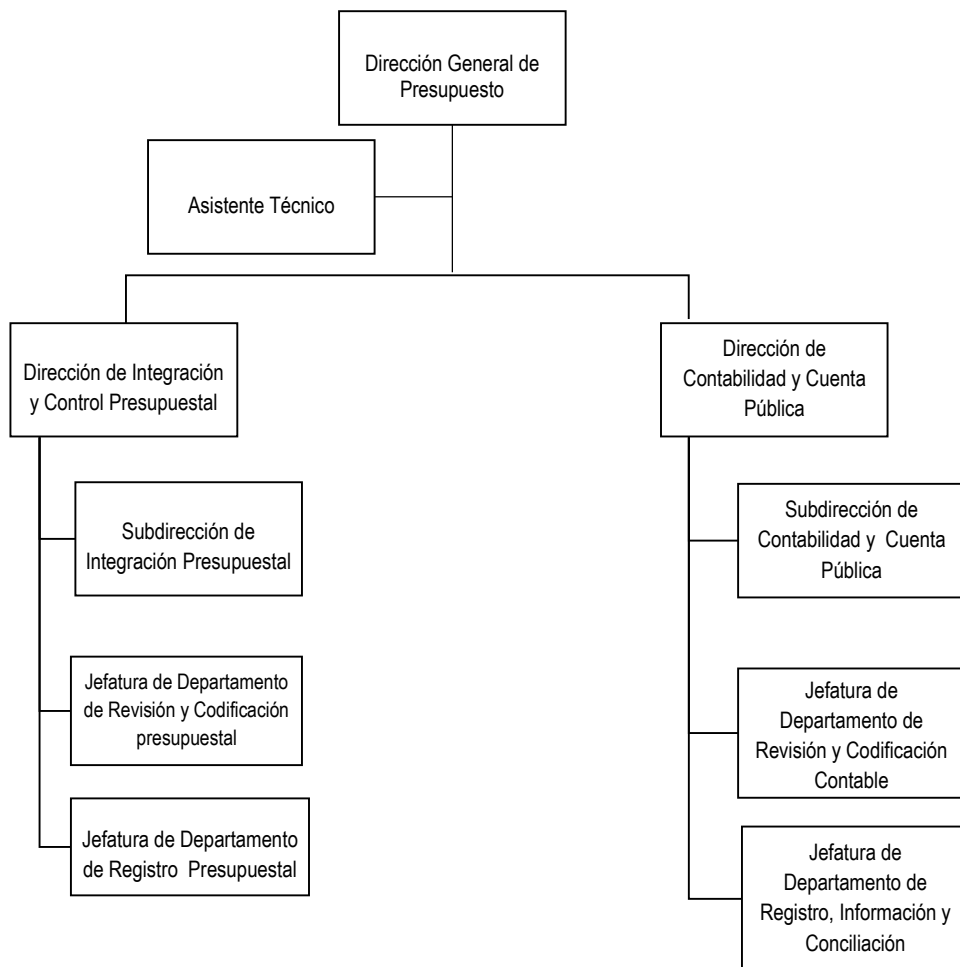 Dirección General de
Presupuesto
Asistente Técnico
Dirección de Integración
y Control Presupuestal
Dirección de
Contabilidad y Cuenta
Pública
Subdirección de
Integración Presupuestal
Subdirección de
Contabilidad y Cuenta
Pública
Jefatura de Departamento
de Revisión y Codificación
presupuestal
Jefatura de
Departamento de
Revisión y Codificación
Contable
Jefatura de Departamento
de Registro Presupuestal
Jefatura de
Departamento de
Registro, Información y
Conciliación